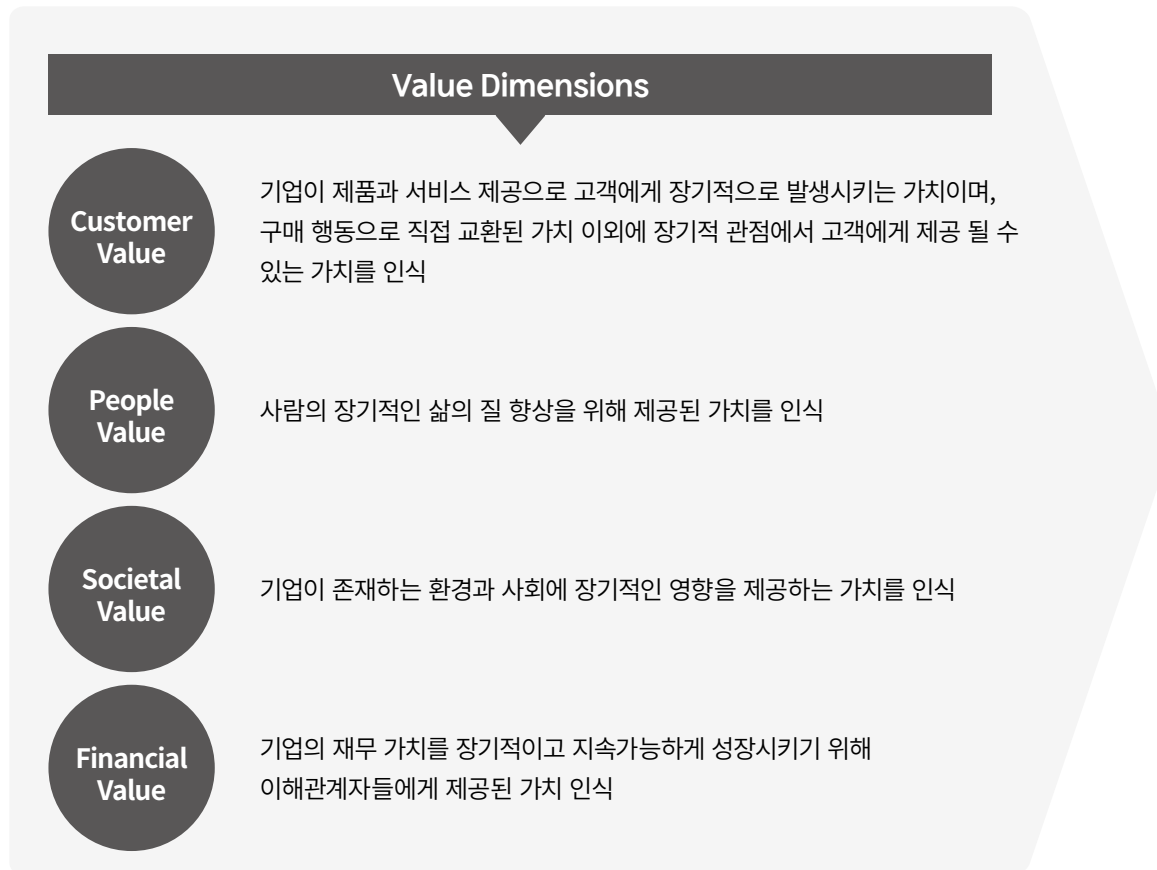 Value Dimensions
Customer
Value
기업이 제품과 서비스 제공으로 고객에게 장기적으로 발생시키는 가치이며,
구매 행동으로 직접 교환된 가치 이외에 장기적 관점에서 고객에게 제공 될 수
있는 가치를 인식
People
Value
사람의 장기적인 삶의 질 향상을 위해 제공된 가치를 인식
Societal
Value
기업이 존재하는 환경과 사회에 장기적인 영향을 제공하는 가치를 인식
Financial
Value
기업의 재무 가치를 장기적이고 지속가능하게 성장시키기 위해
이해관계자들에게 제공된 가치 인식